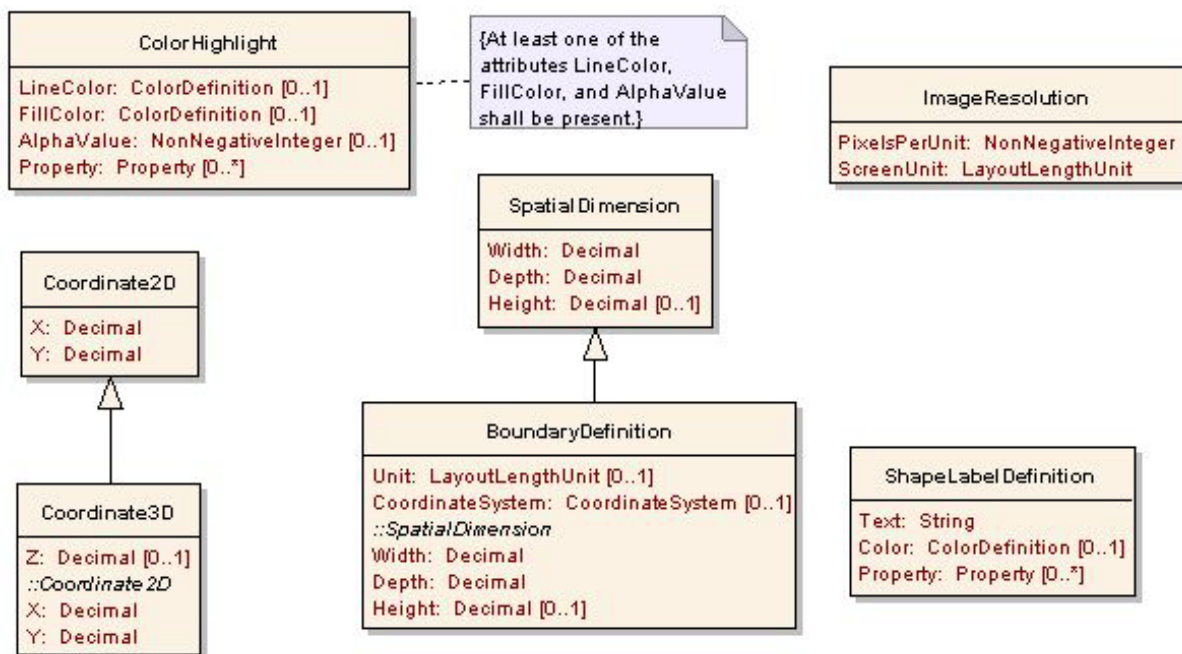 ColorHighlight
LineColor: ColorDefinition [0..1]
FillColor: ColorDefinition [0..1]
AlphaValue: NonNegativeInteger [0..1]
Property: Property [0..*]
{At least one of the
attributes LineColor,
FillColor, and AlphaValue
shall be present.}
ImageResolution
PixelsPerUnit: NonNegativeInteger
ScreenUnit: LayoutLengthUnit
SpatialDimension
Width: Decimal
Depth: Decimal
Height: Decimal [0..1]
Coordinate2D
X: Decimal
Y: Decimal
BoundaryDefinition
Unit: LayoutLengthUnit [0..1]
CoordinateSystem: CoordinateSystem [0..1]
::SpatialDimension
Width: Decimal
Depth: Decimal
Height: Decimal [0..1]
ShapeLabelDefinition
Text: String
Color: ColorDefinition [0..1]
Property: Property [0..*]
Coordinate3D
Z: Decimal [0..1]
::Coordinate2D
X: Decimal
Y: Decimal